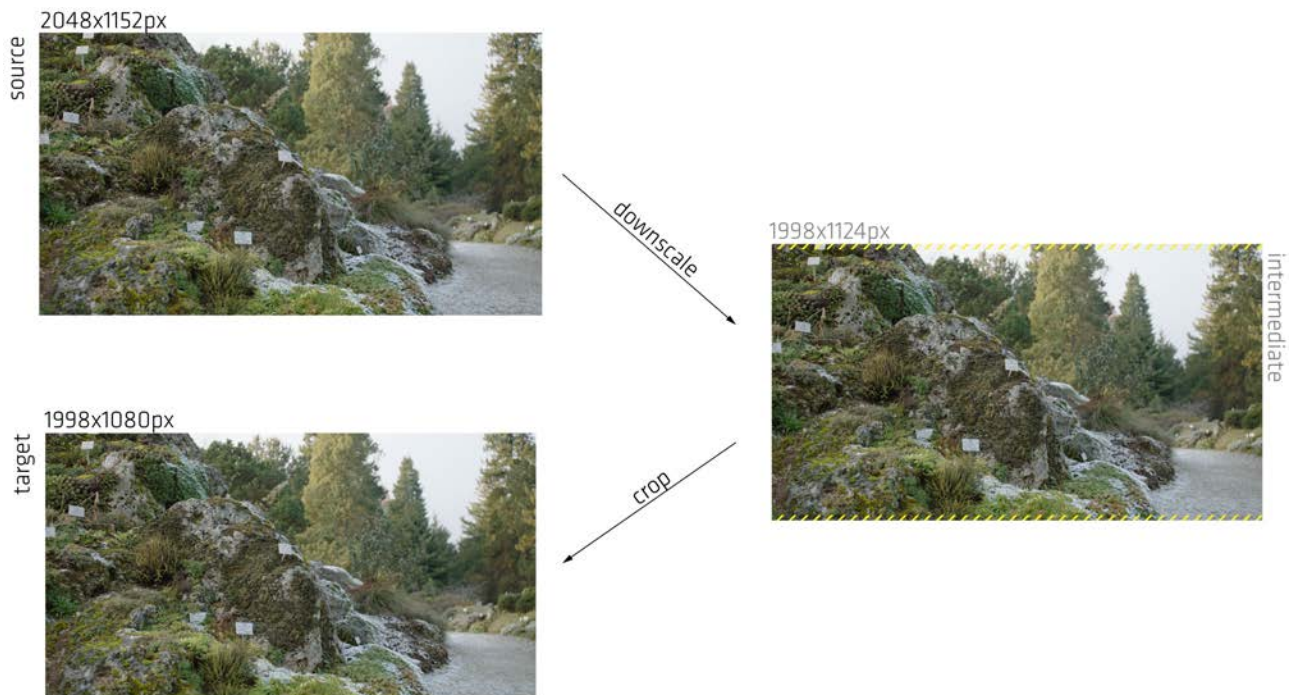 2048x1152px
source
downscale
1998x1124px
intermediate
crop
1998x1080px
target